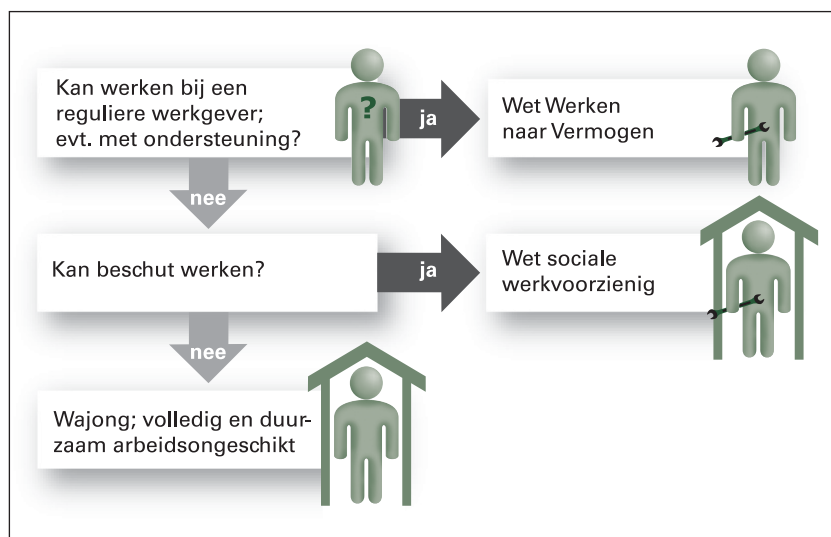 Kan werken bij een
reguliere werkgever;
evt. met ondersteuning?
?
ja
Wet Werken
naar Vermogen
nee
Kan beschut werken?
ja
Wet sociale
werkvoorzienig
nee
Wajong; volledig en duur-
zaam arbeidsongeschikt